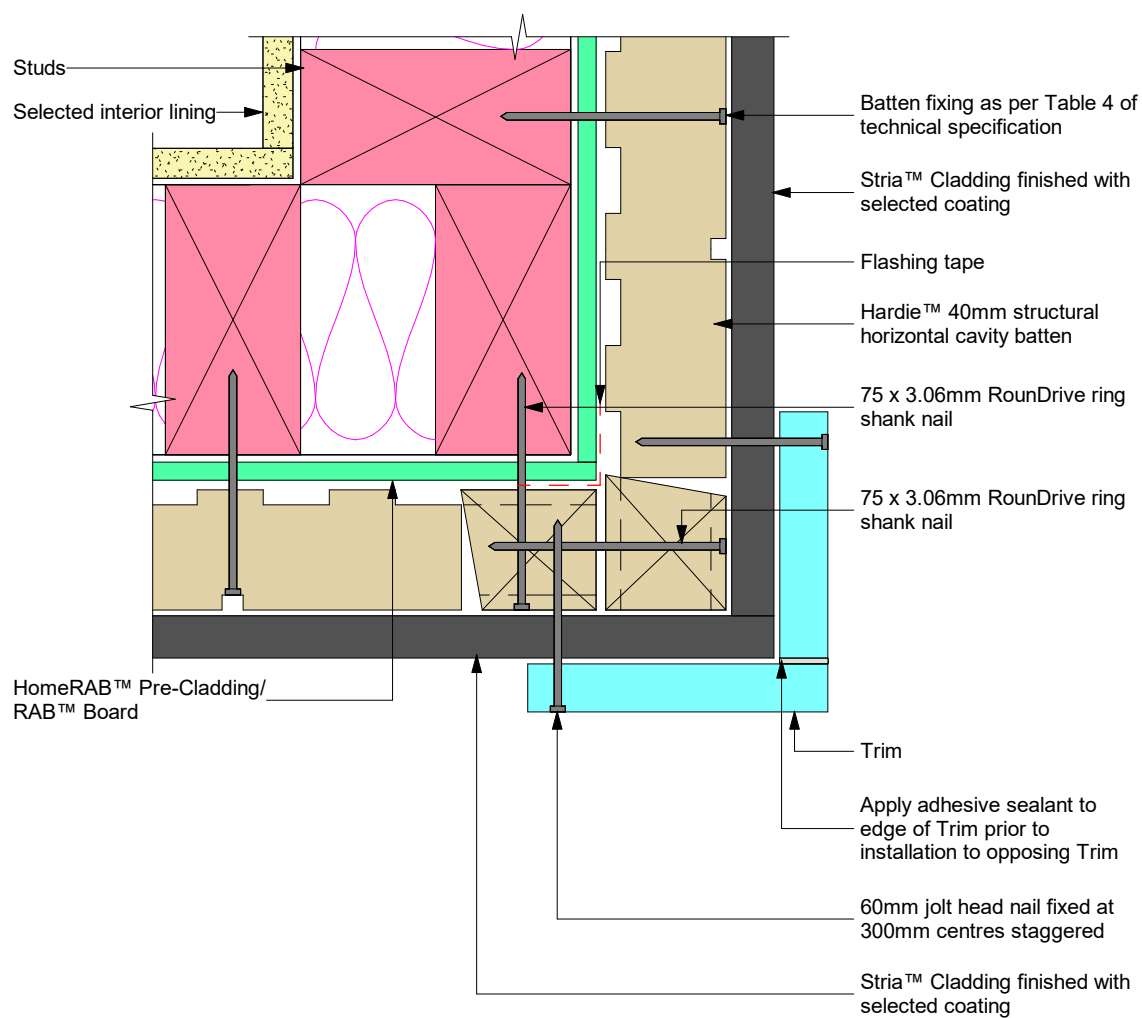 Studs
Selected interior lining
Batten fixing as per Table 4 of
technical specification
Stria™ Cladding finished with
selected coating
Flashing tape
Hardie™ 40mm structural
horizontal cavity batten
75 x 3.06mm RounDrive ring
shank nail
75 x 3.06mm RounDrive ring
shank nail
HomeRAB™ Pre-Cladding/
RAB™ Board
Trim
Apply adhesive sealant to
edge of Trim prior to
installation to opposing Trim
60mm jolt head nail fixed at
300mm centres staggered
Stria™ Cladding finished with
selected coating